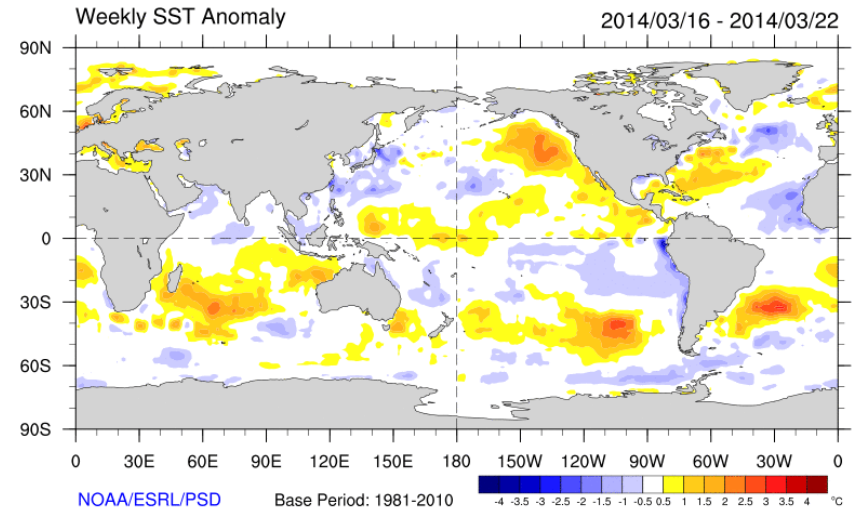 Weekly SST Anomaly 2014/03/16 - 2014/03/22
90N
60N
30N
0
30S
60S
90S
0 30E 60E 90E 120E 150E 180 150W 120W 90W 60W 30W 0
NOAA/ESRL/PSD Base Period: 1981-2010
-4 -3.5 -3 -2.5 -2 -1.5 -1 -0.5 0.5 1 1.5 2 2.5 3 3.5 4 °C